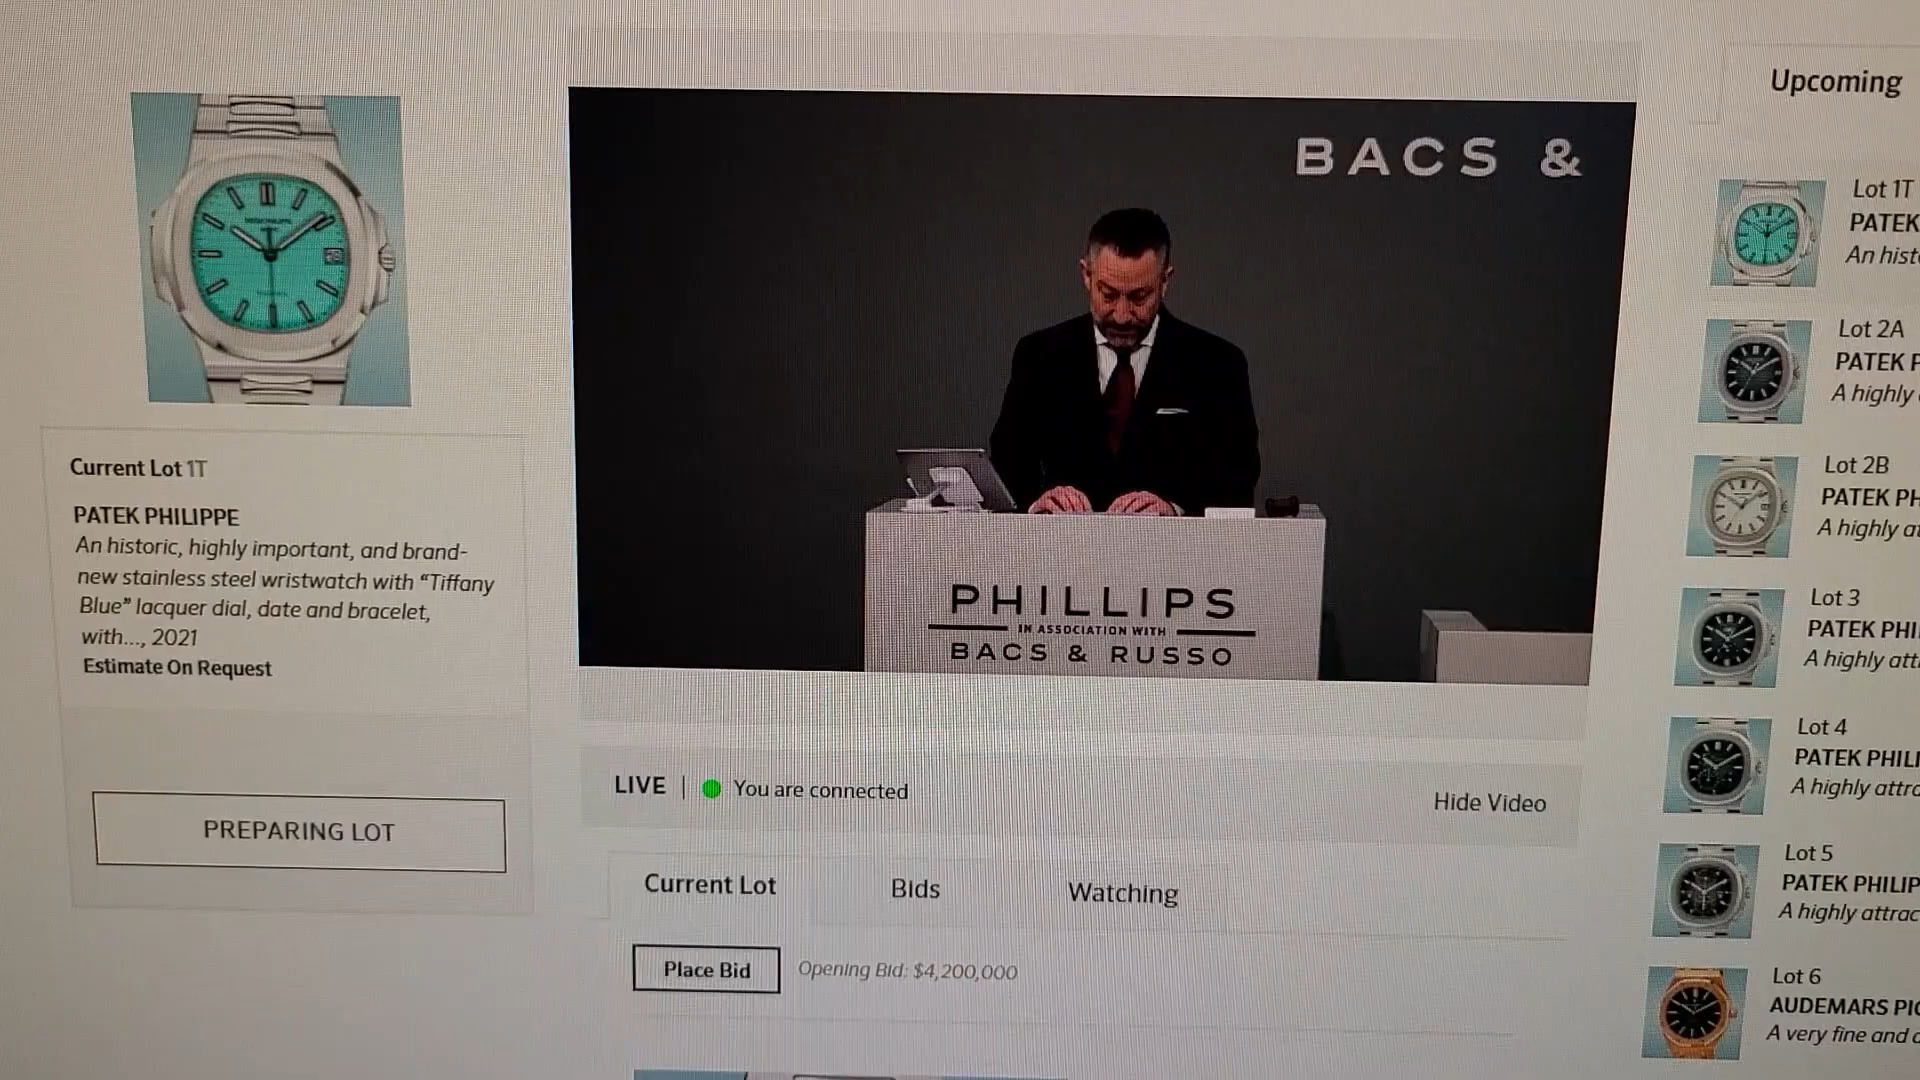 Current Lot 1T
PATEK PHILIPPE
An historic, highly important, and brand-
new stainless steel wristwatch with “Tiffany
Blue” lacquer dial, date and bracelet,
with..., 2021
Estimate On Request
PREPARING LOT
BACS &
PHILLIPS
IN ASSOCIATION WITH
BACS & RUSSO
LIVE | You are connected
Hide Video
Current Lot Bids Watching
Place Bid Opening Bid: $4,200,000
Upcoming
Lot 1T
PATEK
An hist
Lot 2A
PATEK P
A highly
Lot 2B
PATEK PH
A highly at
Lot 3
PATEK PHI
A highly att
Lot 4
PATEK PHILI
A highly attra
Lot 5
PATEK PHILIP
A highly attrac
Lot 6
AUDEMARS PIG
A very fine and